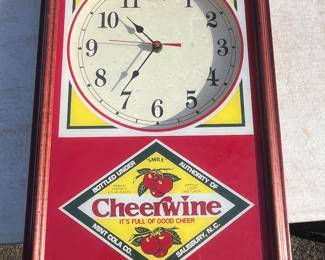 11
12
1
10
2
9
3
8
4
7
5
6
SMILE
BOTTLED UNDER
AUTHORITY OF
Cheerwine
IT'S FULL OF GOOD CHEER
MINT COLA CO.
SALISBURY, N.C.